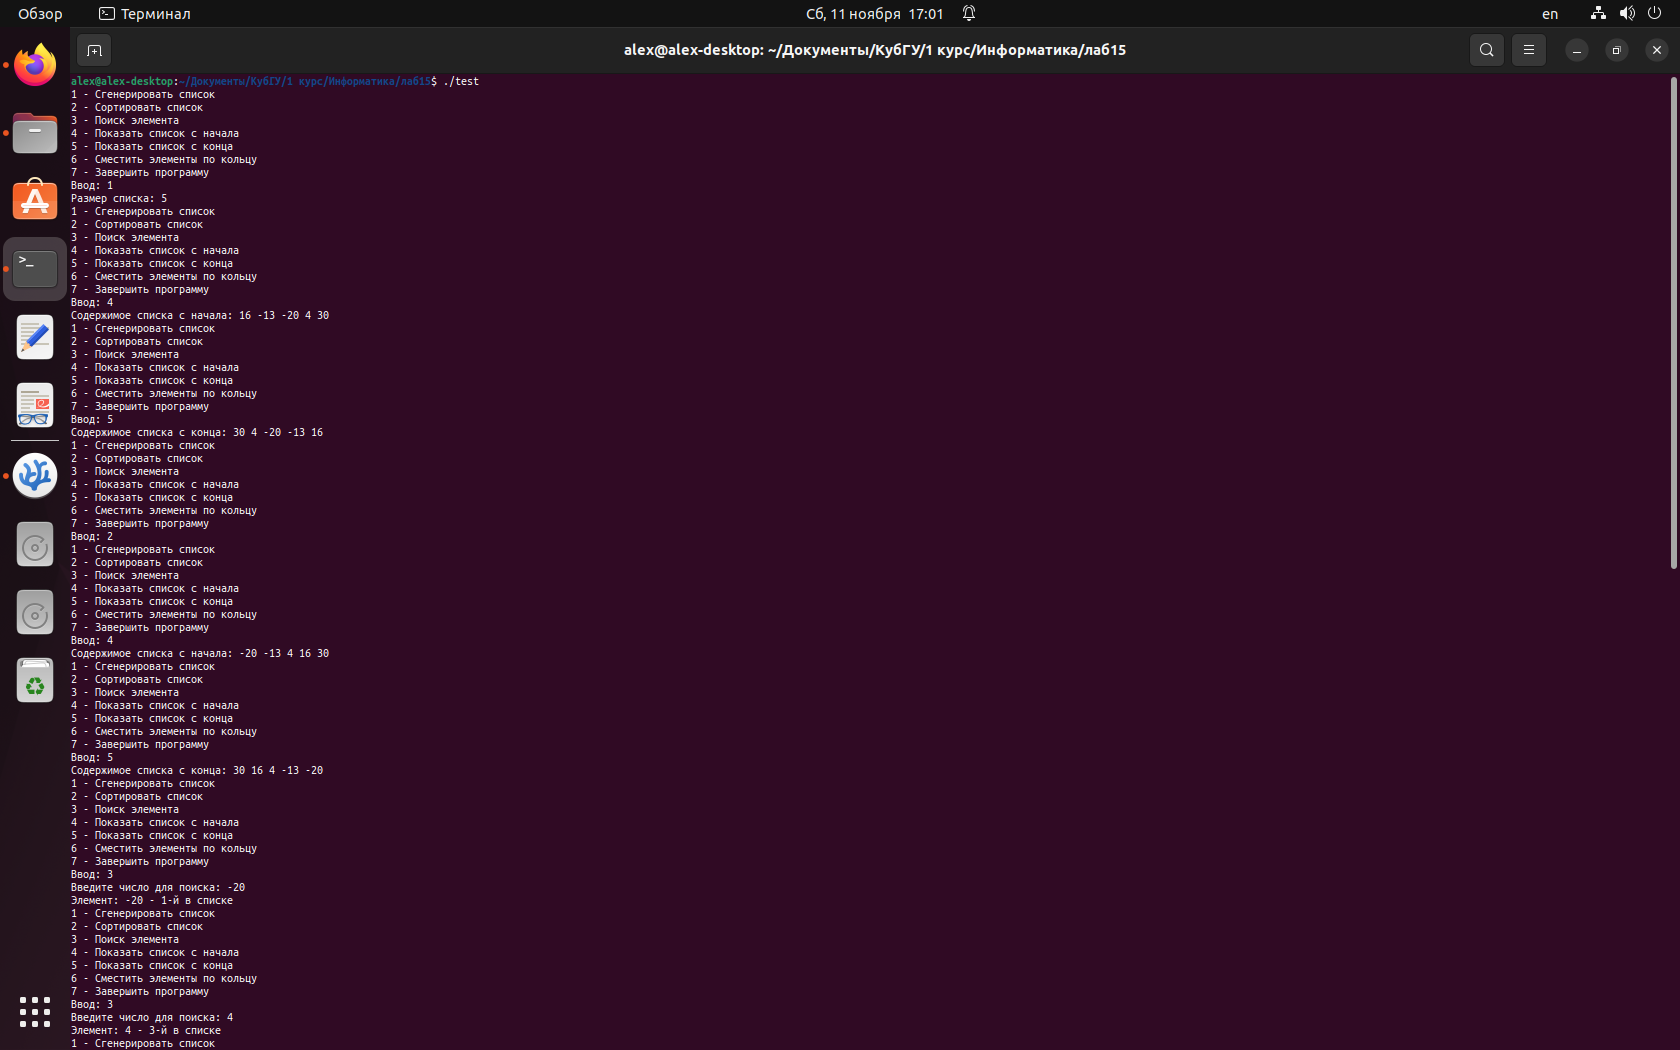 Обзор
Терминал
Сб, 11 ноября 17:01
en
alex@alex-desktop: ~/Документы/КубГУ/1 курс/Информатика/лаб15
alex@alex-desktop:~/Документы/КубГУ/1 курс/Информатика/лаб15$ ./test
1 - Сгенерировать список
2 - Сортировать список
3 - Поиск элемента
4 - Показать список с начала
5 - Показать список с конца
6 - Сместить элементы по кольцу
7 - Завершить программу
Ввод: 1
Размер списка: 5
1 - Сгенерировать список
2 - Сортировать список
3 - Поиск элемента
4 - Показать список с начала
5 - Показать список с конца
6 - Сместить элементы по кольцу
7 - Завершить программу
Ввод: 4
Содержимое списка с начала: 16 -13 -20 4 30
1 - Сгенерировать список
2 - Сортировать список
3 - Поиск элемента
4 - Показать список с начала
5 - Показать список с конца
6 - Сместить элементы по кольцу
7 - Завершить программу
Ввод: 5
Содержимое списка с конца: 30 4 -20 -13 16
1 - Сгенерировать список
2 - Сортировать список
3 - Поиск элемента
4 - Показать список с начала
5 - Показать список с конца
6 - Сместить элементы по кольцу
7 - Завершить программу
Ввод: 2
1 - Сгенерировать список
2 - Сортировать список
3 - Поиск элемента
4 - Показать список с начала
5 - Показать список с конца
6 - Сместить элементы по кольцу
7 - Завершить программу
Ввод: 4
Содержимое списка с начала: -20 -13 4 16 30
1 - Сгенерировать список
2 - Сортировать список
3 - Поиск элемента
4 - Показать список с начала
5 - Показать список с конца
6 - Сместить элементы по кольцу
7 - Завершить программу
Ввод: 5
Содержимое списка с конца: 30 16 4 -13 -20
1 - Сгенерировать список
2 - Сортировать список
3 - Поиск элемента
4 - Показать список с начала
5 - Показать список с конца
6 - Сместить элементы по кольцу
7 - Завершить программу
Ввод: 3
Введите число для поиска: -20
Элемент: -20 - 1-й в списке
1 - Сгенерировать список
2 - Сортировать список
3 - Поиск элемента
4 - Показать список с начала
5 - Показать список с конца
6 - Сместить элементы по кольцу
7 - Завершить программу
Ввод: 3
Введите число для поиска: 4
Элемент: 4 - 3-й в списке
1 - Сгенерировать список